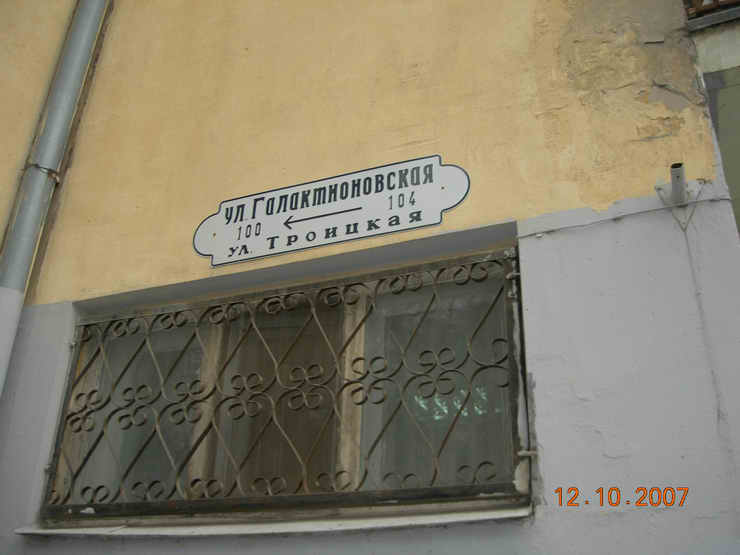 ул. Галактионовская
100 ← 104
ул. Троицкая
12.10.2007